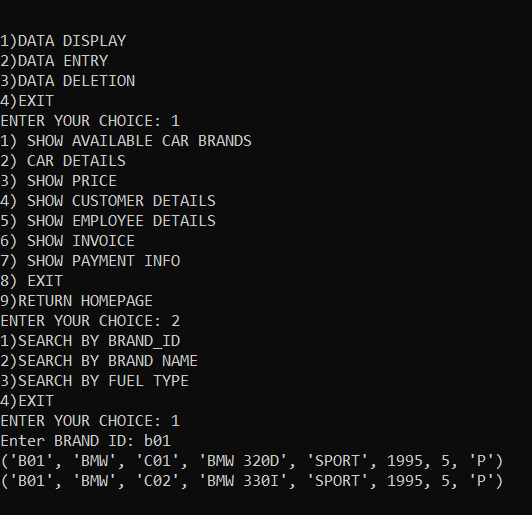 1)DATA DISPLAY
2)DATA ENTRY
3)DATA DELETION
4)EXIT
ENTER YOUR CHOICE: 1
1) SHOW AVAILABLE CAR BRANDS
2) CAR DETAILS
3) SHOW PRICE
4) SHOW CUSTOMER DETAILS
5) SHOW EMPLOYEE DETAILS
6) SHOW INVOICE
7) SHOW PAYMENT INFO
8) EXIT
9)RETURN HOMEPAGE
ENTER YOUR CHOICE: 2
1)SEARCH BY BRAND_ID
2)SEARCH BY BRAND NAME
3)SEARCH BY FUEL TYPE
4)EXIT
ENTER YOUR CHOICE: 1
Enter BRAND ID: b01
('B01', 'BMW', 'C01', 'BMW 320D', 'SPORT', 1995, 5, 'P')
('B01', 'BMW', 'C02', 'BMW 330I', 'SPORT', 1995, 5, 'P')